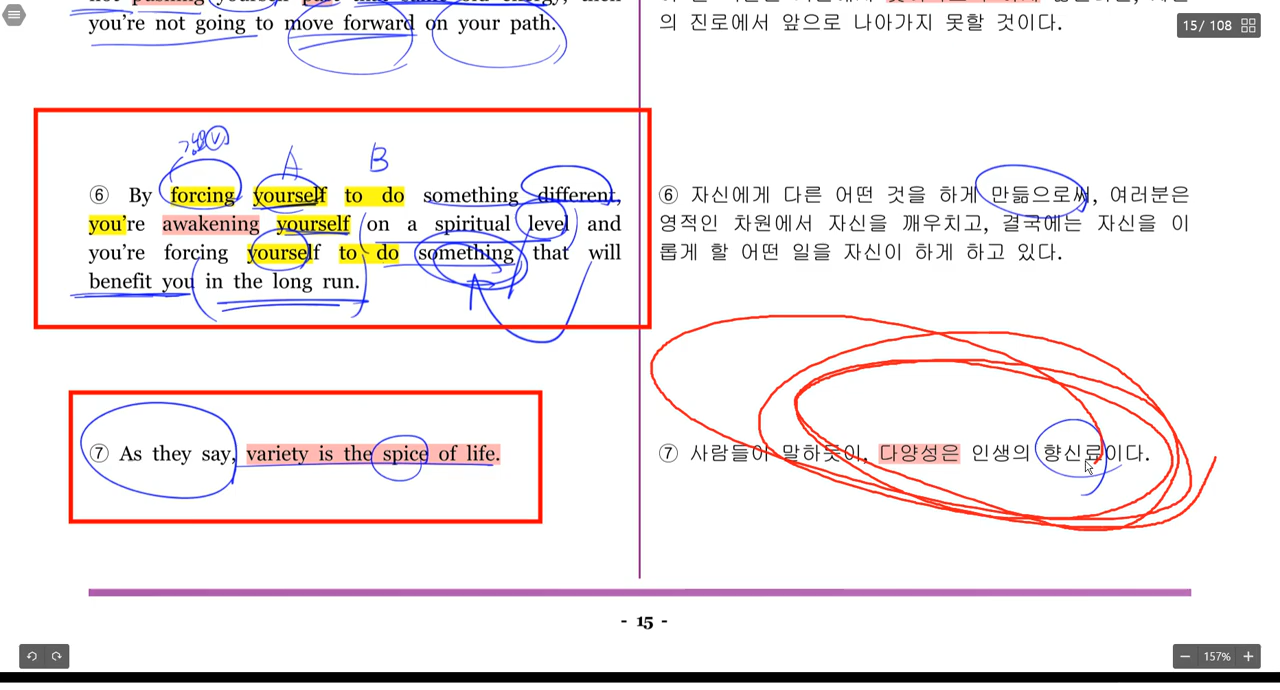 you're not going to move forward on your path.
의 진로에서 앞으로 나아가지 못할 것이다.
15/ 108
A
B
⑥ By forcing yourself to do something different,
you're awakening yourself on a spiritual level and
you're forcing yourself to do something that will
benefit you in the long run.
⑥ 자신에게 다른 어떤 것을 하게 만듦으로써, 여러분은
영적인 차원에서 자신을 깨우치고, 결국에는 자신을 이
롭게 할 어떤 일을 자신이 하게 하고 있다.
⑦ As they say, variety is the spice of life.
⑦ 사람들이 말하듯이, 다양성은 인생의 향신료이다.
- 15 -
157%